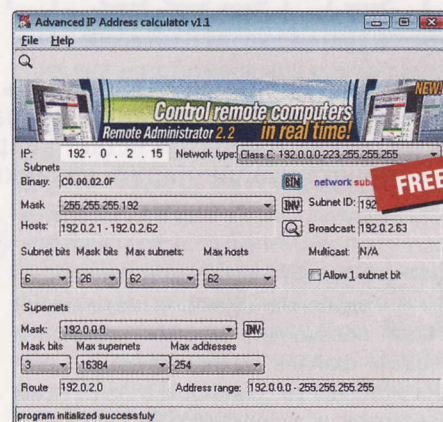 Advanced IP Address calculator v1.1
File Help
Control remote computers
Remote Administrator 2.2 in real time!
NEW!
IP: 192 . 0 . 2 . 15 Network type: Class C: 192.0.0.0-223.255.255.255
Subnets
Binary: C0.00.02.0F BIN network
FREE
Mask 255.255.255.192 INV Subnet ID: 192
Hosts: 192.0.2.1 - 192.0.2.62 Broadcast: 192.0.2.63
Subnet bits Mask bits Max subnets: Max hosts Multicast: N/A
6 26 62 62 Allow 1 subnet bit
Supernets
Mask: 192.0.0.0 INV
Mask bits Max supernets Max addresses
3 16384 254
Route 192.0.2.0 Address range: 192.0.0.0 - 255.255.255.255
program initialized successfuly